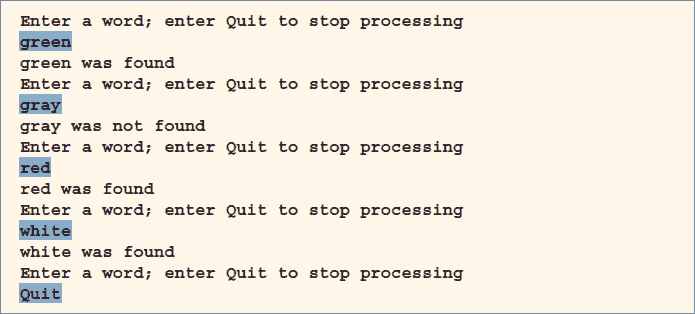 Enter a word; enter Quit to stop processing
green
green was found
Enter a word; enter Quit to stop processing
gray
gray was not found
Enter a word; enter Quit to stop processing
red
red was found
Enter a word; enter Quit to stop processing
white
white was found
Enter a word; enter Quit to stop processing
Quit